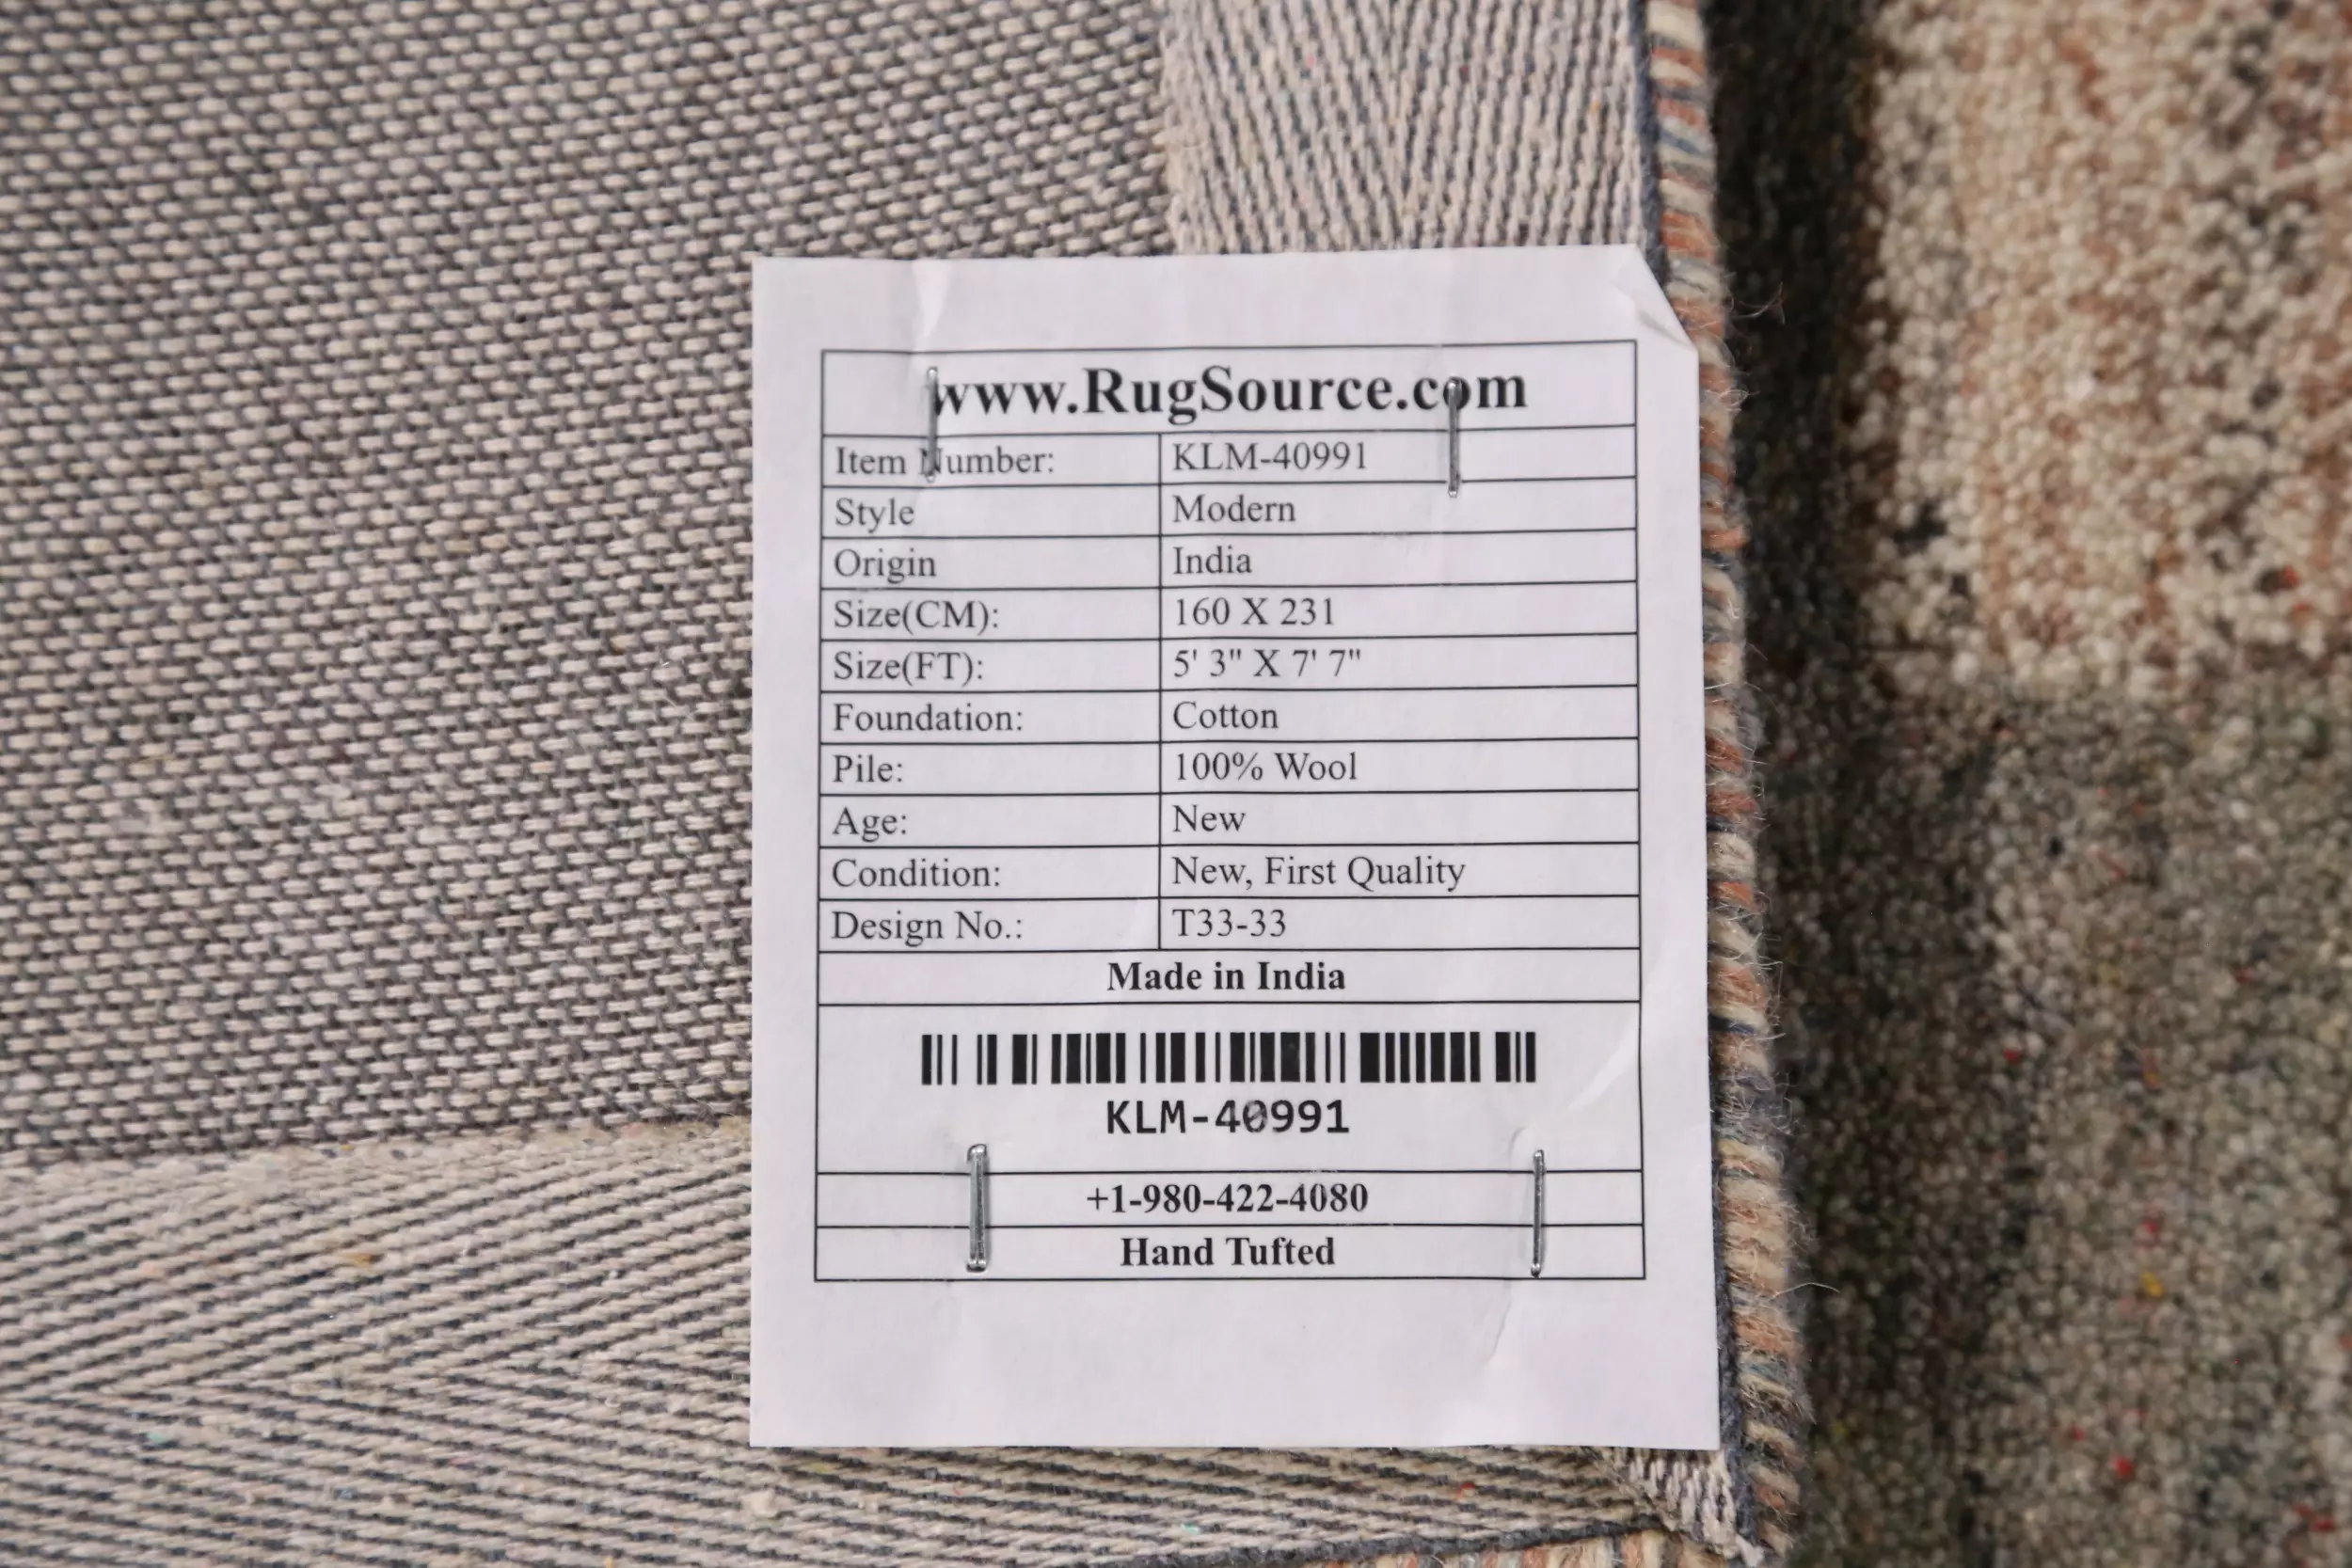 www.RugSource.com
Item Number: KLM-40991
Style Modern
Origin India
Size(CM): 160 X 231
Size(FT): 5' 3" X 7' 7"
Foundation: Cotton
Pile: 100% Wool
Age: New
Condition: New, First Quality
Design No.: T33-33
Made in India
KLM-40991
+1-980-422-4080
Hand Tufted